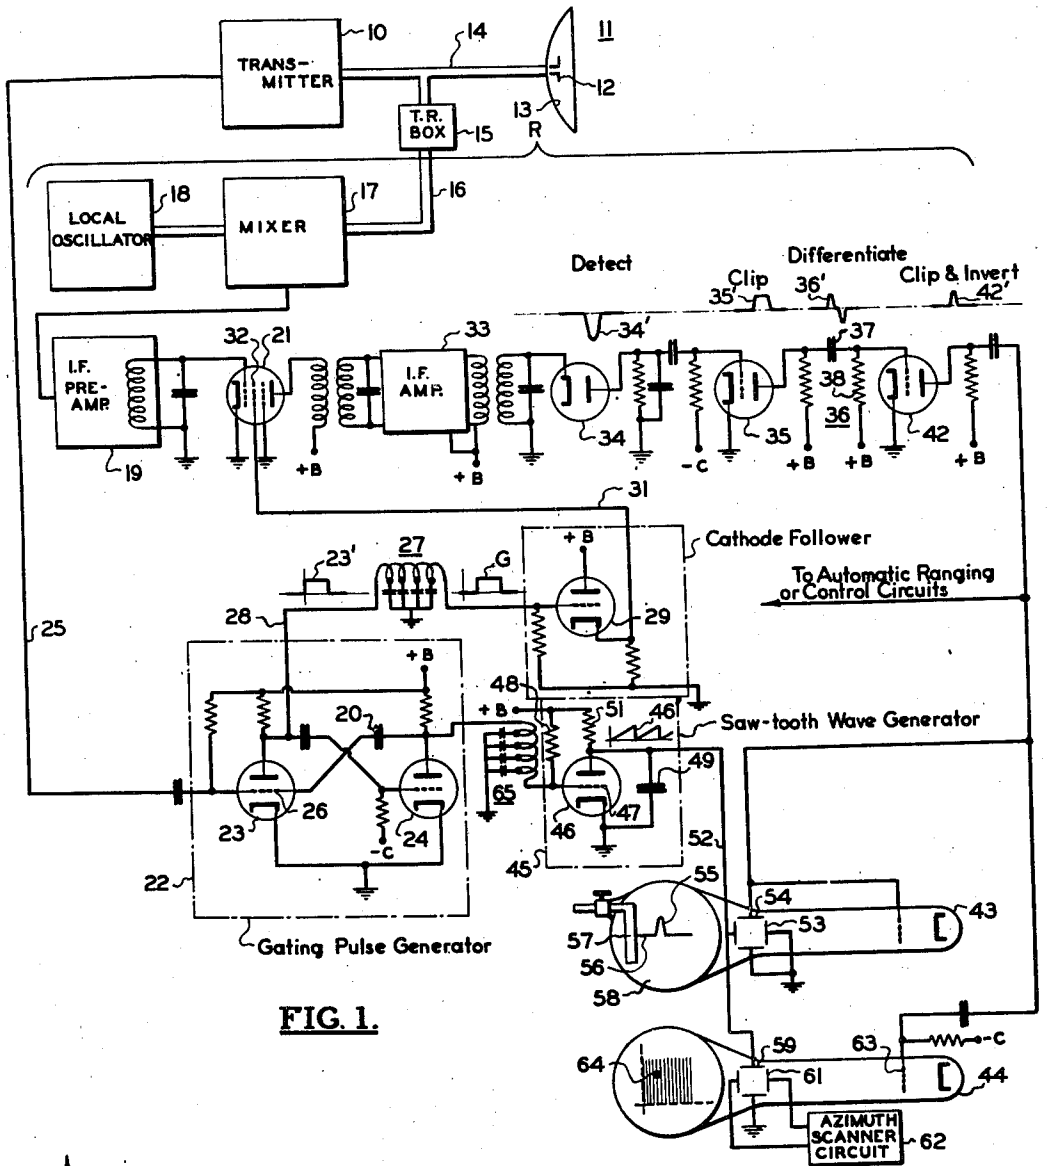 10
14
11
TRANS-
MITTER
12
13
T.R.
BOX
15
R
18
17
16
LOCAL
OSCILLATOR
MIXER
Detect
Differentiate
Clip
36'
Clip & Invert
35'
42'
34'
32
21
33
37
I.F.
PRE-
AMP.
I.F.
AMP.
38
36
34
35
42
19
+B
+B
-C
+B
+B
+B
31
Cathode Follower
+B
23'
27
G
To Automatic Ranging
or Control Circuits
28
29
25
+B
48
20
+B
51
46'
Saw-tooth Wave Generator
49
65
26
47
23
24
46
-C
52
22
45
55
54
43
53
57
Gating Pulse Generator
56
58
FIG. 1.
59
63
-C
64
61
44
AZIMUTH
SCANNER
CIRCUIT
62